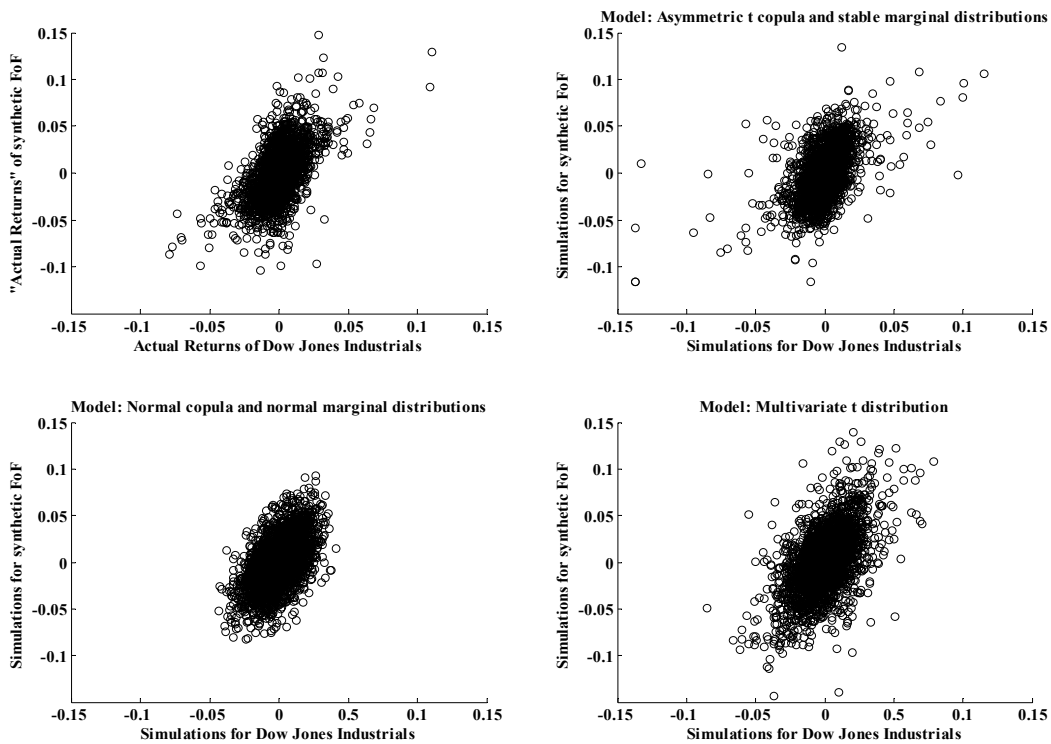 0.15
0.1
0.05
0
-0.05
-0.1
-0.15 -0.1 -0.05 0 0.05 0.1 0.15
"Actual Returns" of synthetic FoF
Actual Returns of Dow Jones Industrials
Model: Asymmetric t copula and stable marginal distributions
0.15
0.1
0.05
0
-0.05
-0.1
-0.15 -0.1 -0.05 0 0.05 0.1 0.15
Simulations for synthetic FoF
Simulations for Dow Jones Industrials
Model: Normal copula and normal marginal distributions
0.15
0.1
0.05
0
-0.05
-0.1
-0.15 -0.1 -0.05 0 0.05 0.1 0.15
Simulations for synthetic FoF
Simulations for Dow Jones Industrials
Model: Multivariate t distribution
0.15
0.1
0.05
0
-0.05
-0.1
-0.15 -0.1 -0.05 0 0.05 0.1 0.15
Simulations for synthetic FoF
Simulations for Dow Jones Industrials